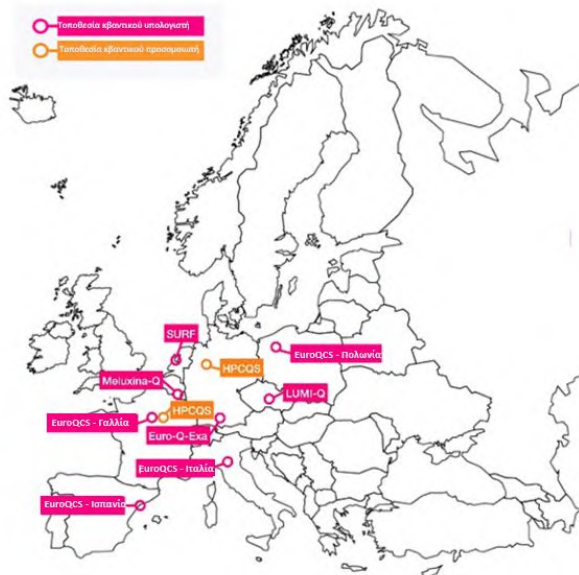 Τοποθεσία κβαντικού υπολογιστή
Τοποθεσία κβαντικού προσομοιωτή
SURF
EuroQCS - Πολωνία
HPCQS
Meluxina-Q
LUMI-Q
HPCQS
EuroQCS - Γαλλία
Euro-Q-Exa
EuroQCS - Ιταλία
EuroQCS - Ισπανία